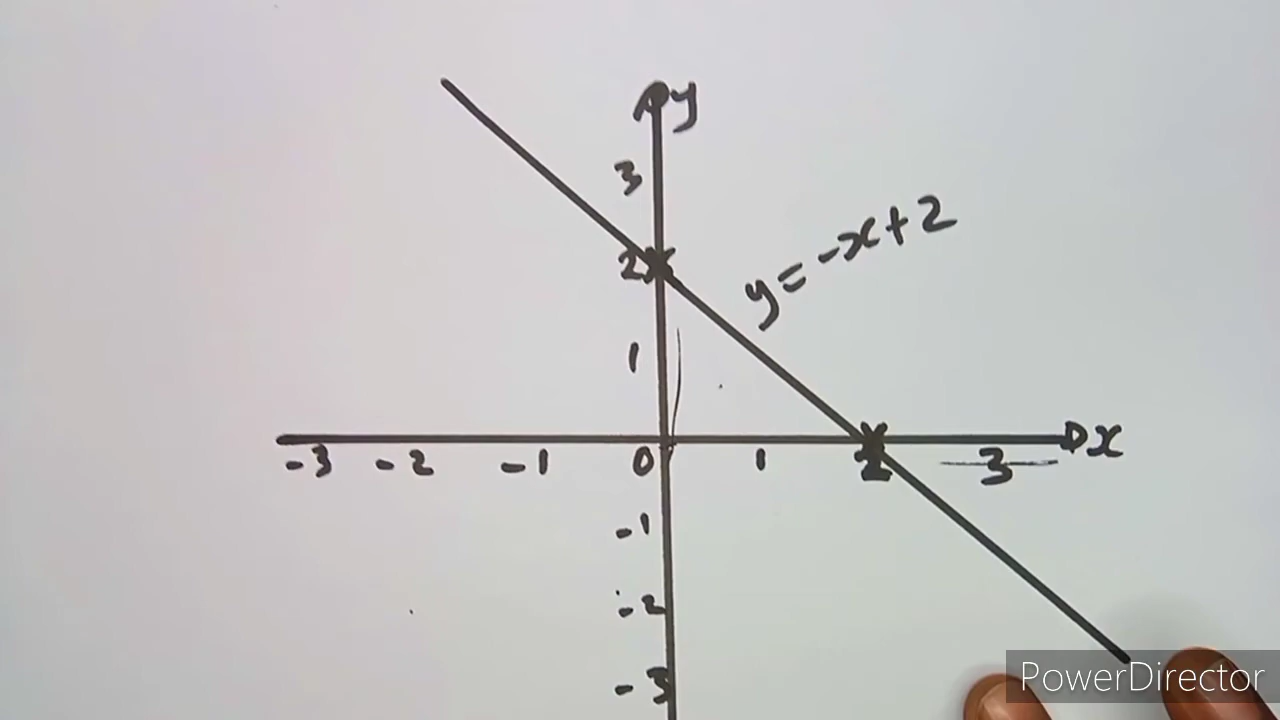 y
3
y = -x + 2
2
1
x
-3 -2 -1 0 1 2 3
-1
-2
-3
PowerDirector